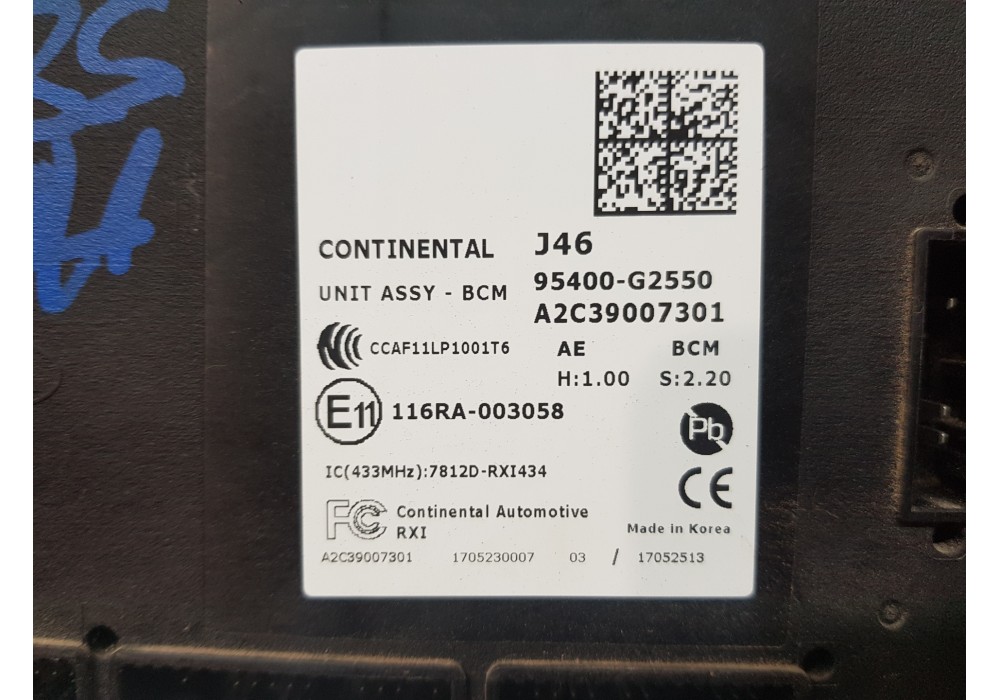 CONTINENTAL J46
UNIT ASSY - BCM 95400-G2550
A2C39007301
CCAF11LP1001T6 AE BCM
H:1.00 S:2.20
E11 116RA-003058
Pb
IC(433MHz):7812D-RXI434
CE
FC Continental Automotive
RXI
Made in Korea
A2C39007301 1705230007 03 / 17052513